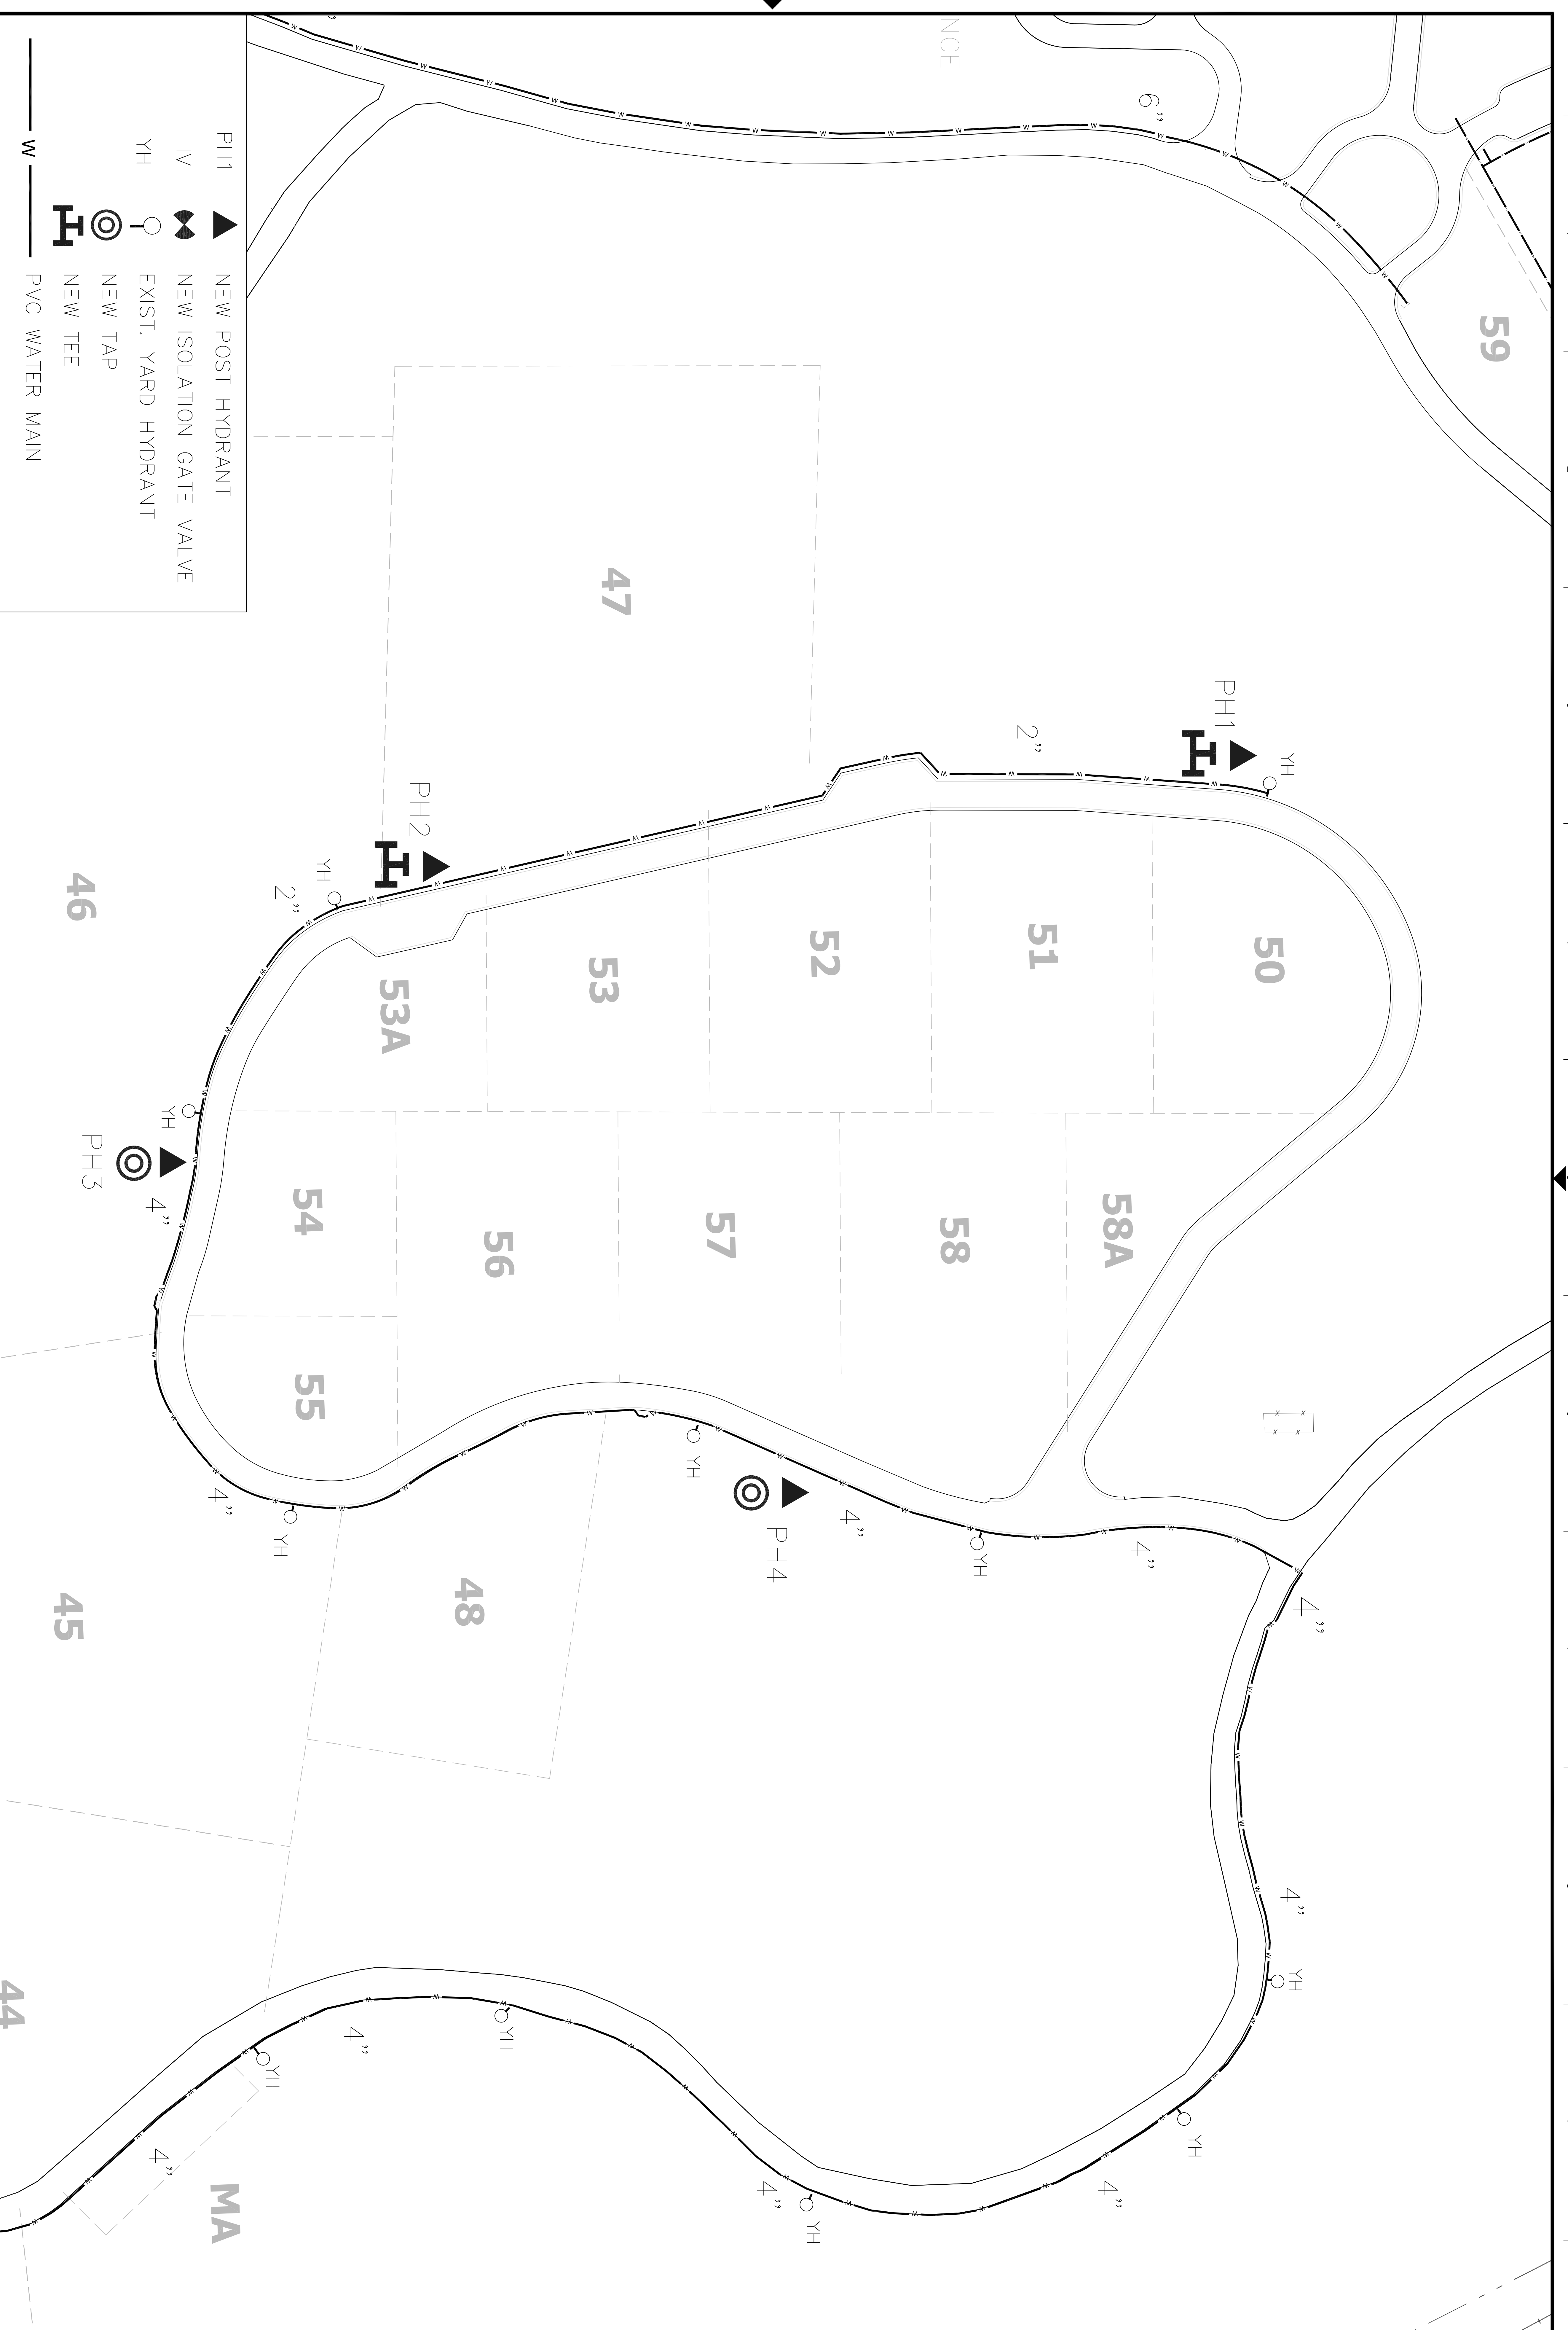 PH1 NEW POST HYDRANT
IV NEW ISOLATION GATE VALVE
YH EXIST. YARD HYDRANT
NEW TAP
NEW TEE
W PVC WATER MAIN
NCE
6"
59
47
PH1
YH
2"
PH2
YH
2"
46
50
51
52
53
53A
YH
PH3
4"
54
56
57
58
58A
55
YH
4"
YH
PH4
4"
YH
4"
4"
48
45
4"
YH
44
4"
YH
YH
4"
YH
4"
4"
YH
4"
MA